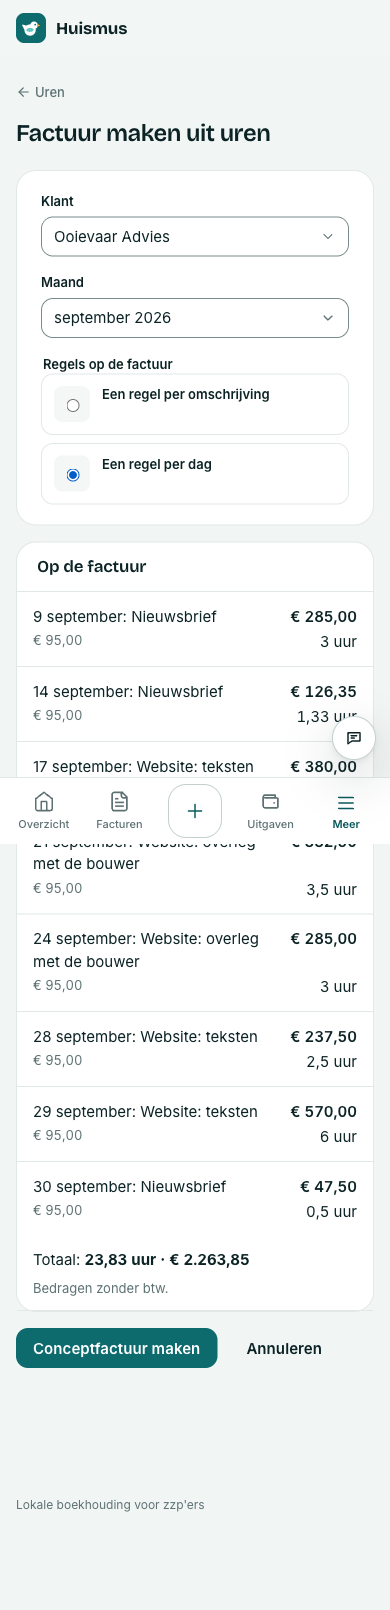 Huismus
← Uren
Factuur maken uit uren
Klant
Ooievaar Advies
Maand
september 2026
Regels op de factuur
Een regel per omschrijving
Een regel per dag
Op de factuur
9 september: Nieuwsbrief € 285,00
€ 95,00 3 uur
14 september: Nieuwsbrief € 126,35
€ 95,00 1,33 uur
17 september: Website: teksten € 380,00
Overzicht Facturen + Uitgaven Meer
met de bouwer
€ 95,00 3,5 uur
24 september: Website: overleg € 285,00
met de bouwer
€ 95,00 3 uur
28 september: Website: teksten € 237,50
€ 95,00 2,5 uur
29 september: Website: teksten € 570,00
€ 95,00 6 uur
30 september: Nieuwsbrief € 47,50
€ 95,00 0,5 uur
Totaal: 23,83 uur · € 2.263,85
Bedragen zonder btw.
Conceptfactuur maken Annuleren
Lokale boekhouding voor zzp'ers